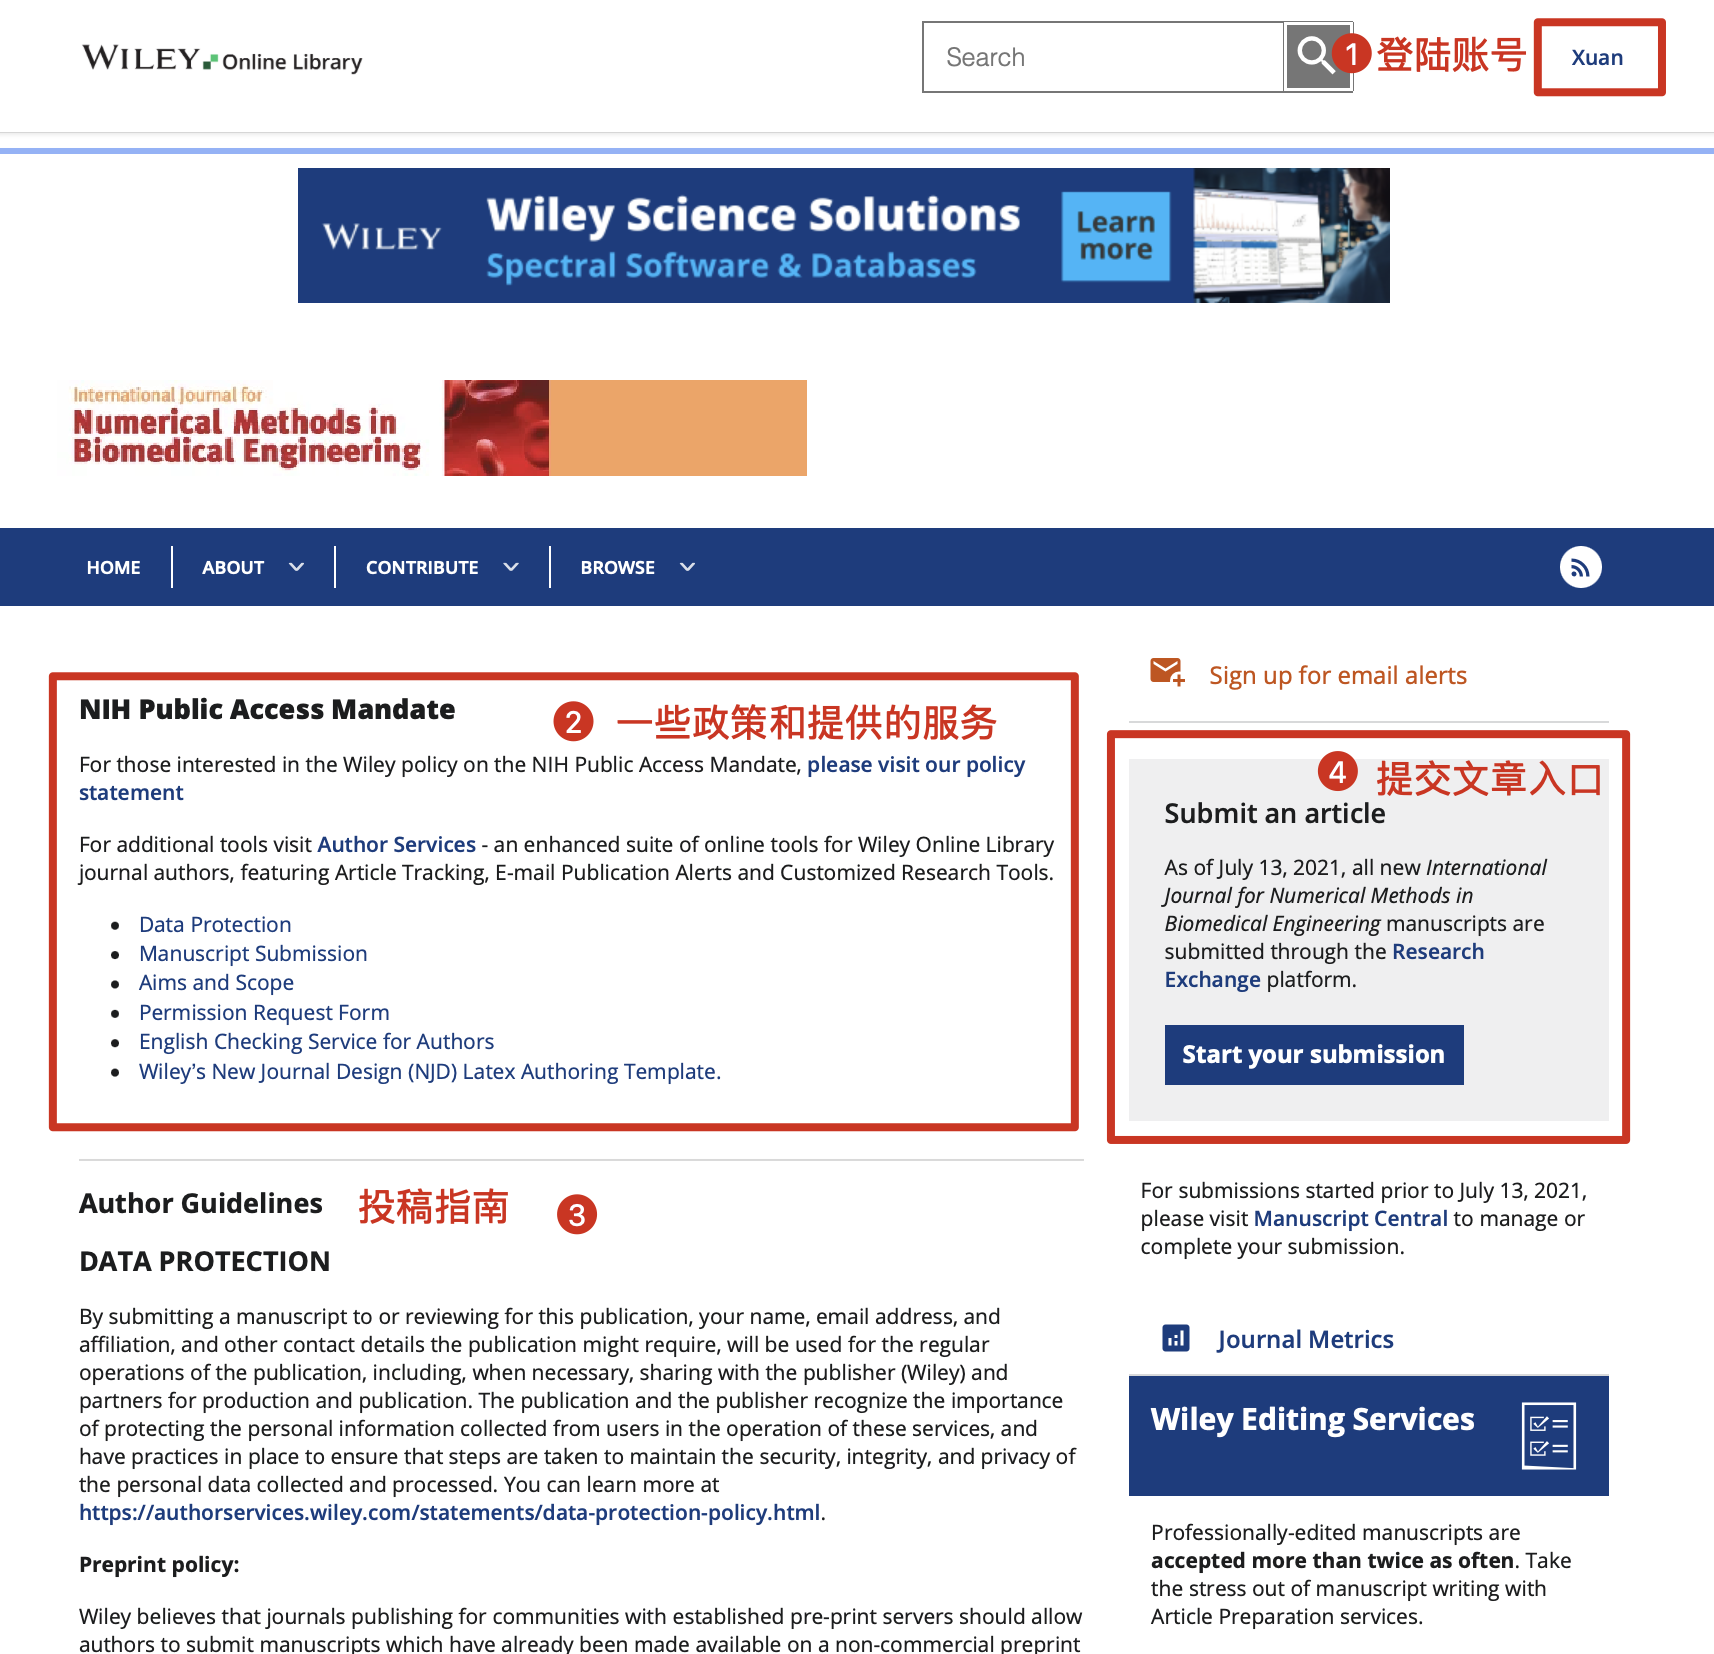 WILEY Online Library
Search
1 登陆账号
Xuan
WILEY
Wiley Science Solutions
Spectral Software & Databases
Learn
more
International Journal for
Numerical Methods in
Biomedical Engineering
HOME
ABOUT
CONTRIBUTE
BROWSE
NIH Public Access Mandate
2 一些政策和提供的服务
For those interested in the Wiley policy on the NIH Public Access Mandate, please visit our policy
statement
For additional tools visit Author Services - an enhanced suite of online tools for Wiley Online Library
journal authors, featuring Article Tracking, E-mail Publication Alerts and Customized Research Tools.
• Data Protection
• Manuscript Submission
• Aims and Scope
• Permission Request Form
• English Checking Service for Authors
• Wiley's New Journal Design (NJD) Latex Authoring Template.
Author Guidelines 投稿指南 3
DATA PROTECTION
By submitting a manuscript to or reviewing for this publication, your name, email address, and
affiliation, and other contact details the publication might require, will be used for the regular
operations of the publication, including, when necessary, sharing with the publisher (Wiley) and
partners for production and publication. The publication and the publisher recognize the importance
of protecting the personal information collected from users in the operation of these services, and
have practices in place to ensure that steps are taken to maintain the security, integrity, and privacy of
the personal data collected and processed. You can learn more at
https://authorservices.wiley.com/statements/data-protection-policy.html.
Preprint policy:
Wiley believes that journals publishing for communities with established pre-print servers should allow
authors to submit manuscripts which have already been made available on a non-commercial preprint
Sign up for email alerts
4 提交文章入口
Submit an article
As of July 13, 2021, all new International
Journal for Numerical Methods in
Biomedical Engineering manuscripts are
submitted through the Research
Exchange platform.
Start your submission
For submissions started prior to July 13, 2021,
please visit Manuscript Central to manage or
complete your submission.
Journal Metrics
Wiley Editing Services
Professionally-edited manuscripts are
accepted more than twice as often. Take
the stress out of manuscript writing with
Article Preparation services.